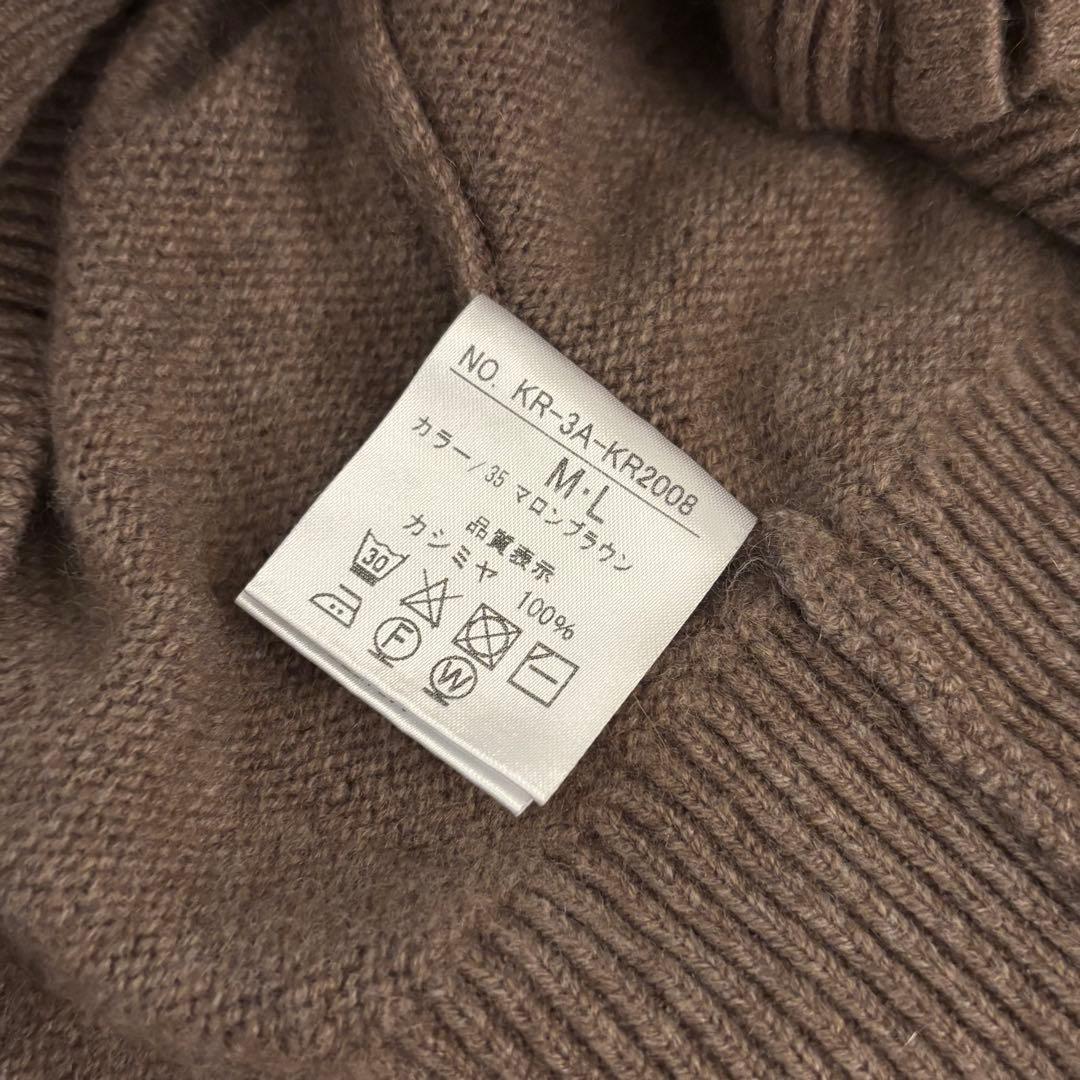 NO. KR-3A-KR2008
M・L
カラー/35 マロンブラウン
品質表示
カシミヤ 100%
30
F
W